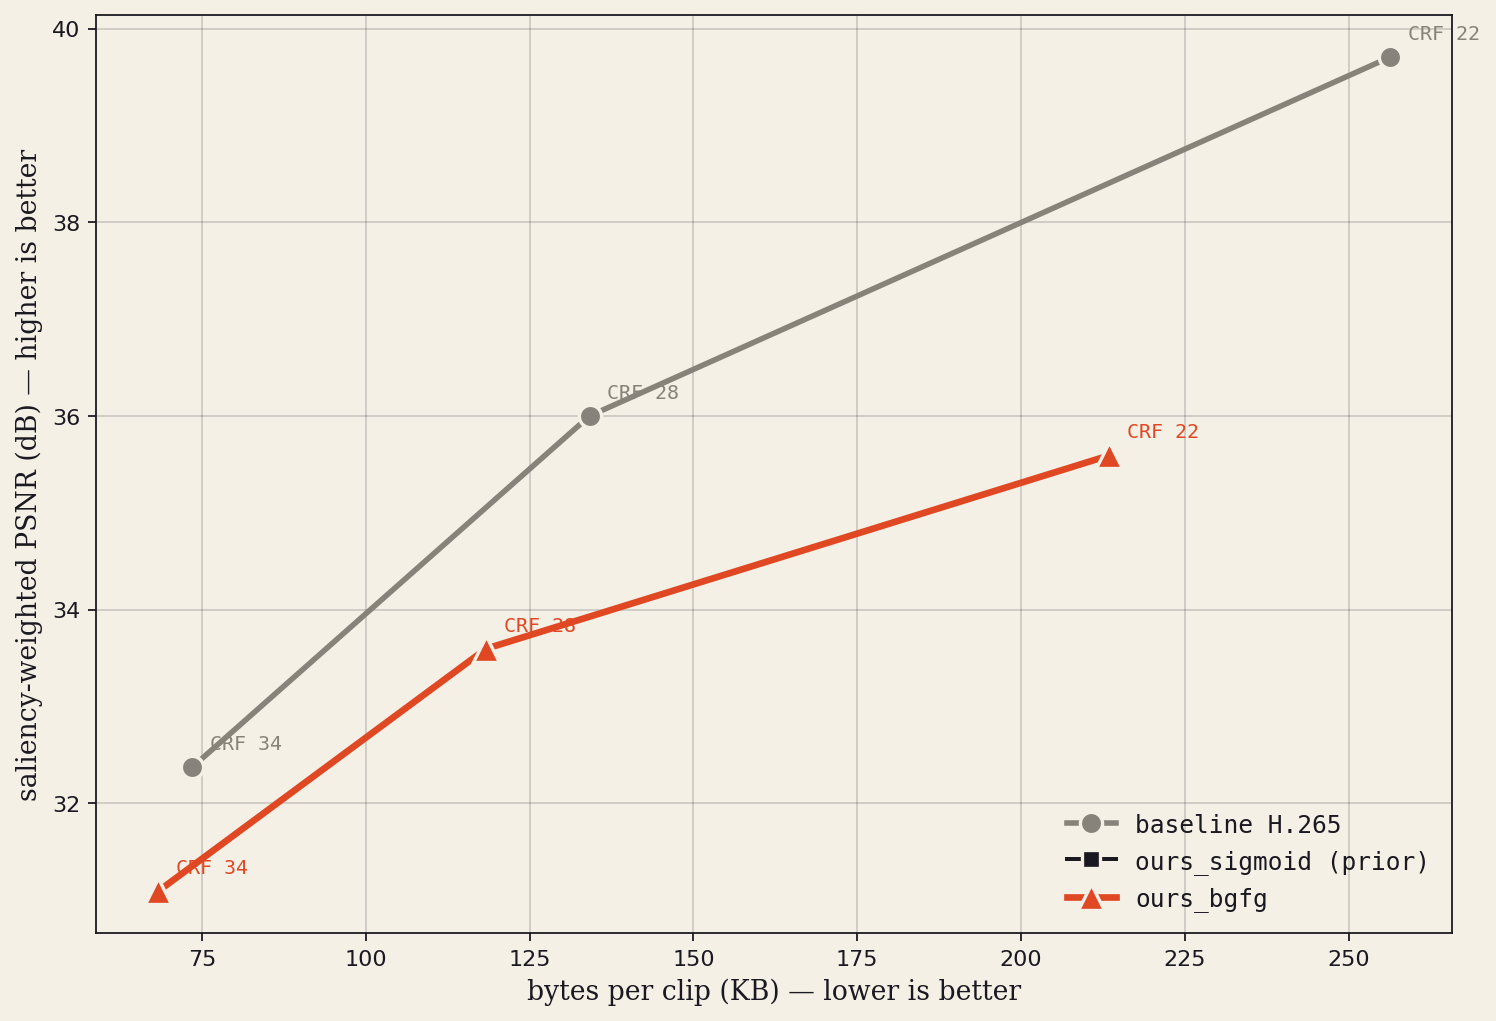 40
38
36
34
32
saliency-weighted PSNR (dB) — higher is better
CRF 22
CRF 28
CRF 22
CRF 28
CRF 34
CRF 34
baseline H.265
ours_sigmoid (prior)
ours_bgfg
75 100 125 150 175 200 225 250
bytes per clip (KB) — lower is better